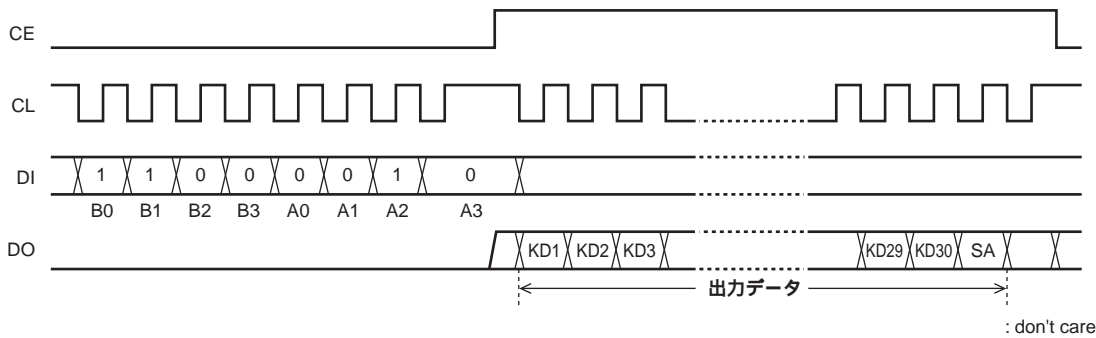 CE
CL
DI 1 1 0 0 0 0 1 0
B0 B1 B2 B3 A0 A1 A2 A3
DO KD1 KD2 KD3 KD29 KD30 SA
出力データ
: don't care